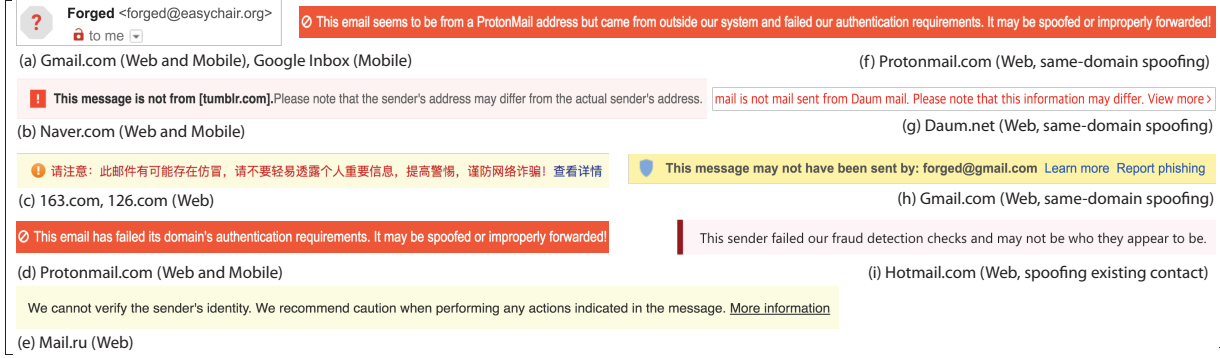 Forged <forged@easychair.org>
to me
(a) Gmail.com (Web and Mobile), Google Inbox (Mobile)
This email seems to be from a ProtonMail address but came from outside our system and failed our authentication requirements. It may be spoofed or improperly forwarded!
(f) Protonmail.com (Web, same-domain spoofing)
This message is not from [tumblr.com].Please note that the sender's address may differ from the actual sender's address.
(b) Naver.com (Web and Mobile)
mail is not mail sent from Daum mail. Please note that this information may differ. View more >
(g) Daum.net (Web, same-domain spoofing)
请注意：此邮件有可能存在仿冒，请不要轻易透露个人重要信息，提高警惕，谨防网络诈骗！查看详情
(c) 163.com, 126.com (Web)
This message may not have been sent by: forged@gmail.com Learn more Report phishing
(h) Gmail.com (Web, same-domain spoofing)
This email has failed its domain's authentication requirements. It may be spoofed or improperly forwarded!
(d) Protonmail.com (Web and Mobile)
This sender failed our fraud detection checks and may not be who they appear to be.
(i) Hotmail.com (Web, spoofing existing contact)
We cannot verify the sender's identity. We recommend caution when performing any actions indicated in the message. More information
(e) Mail.ru (Web)